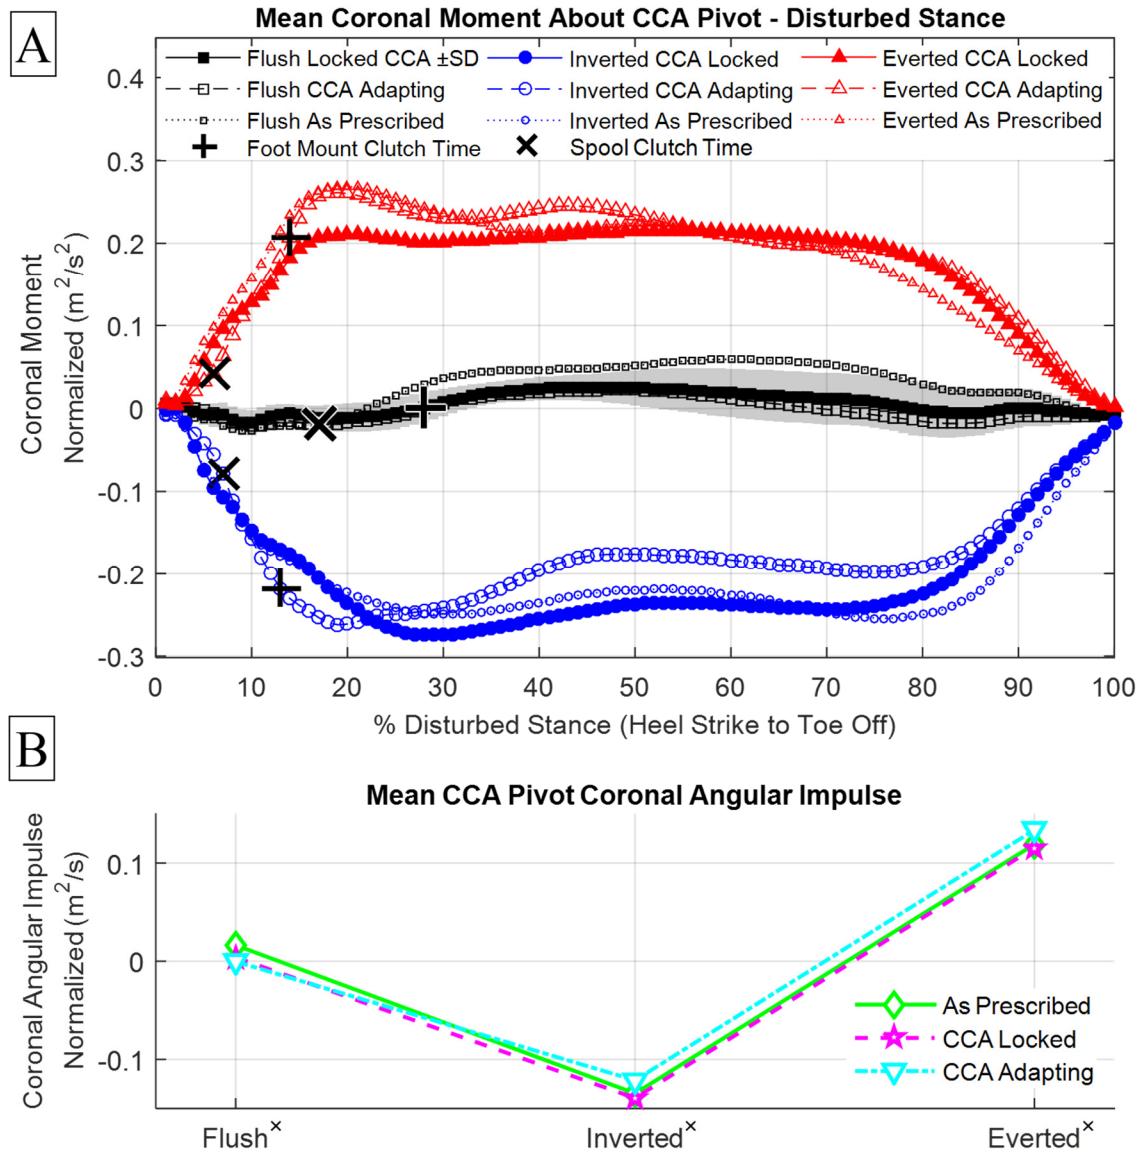 A
Mean Coronal Moment About CCA Pivot - Disturbed Stance
Flush Locked CCA ±SD
Inverted CCA Locked
Everted CCA Locked
Flush CCA Adapting
Inverted CCA Adapting
Everted CCA Adapting
Flush As Prescribed
Inverted As Prescribed
Everted As Prescribed
Foot Mount Clutch Time
Spool Clutch Time
Coronal Moment
Normalized (m²/s²)
0.4
0.3
0.2
0.1
0
-0.1
-0.2
-0.3
0 10 20 30 40 50 60 70 80 90 100
% Disturbed Stance (Heel Strike to Toe Off)
B
Mean CCA Pivot Coronal Angular Impulse
Coronal Angular Impulse
Normalized (m²/s)
0.1
0
-0.1
As Prescribed
CCA Locked
CCA Adapting
Flush× Inverted× Everted×